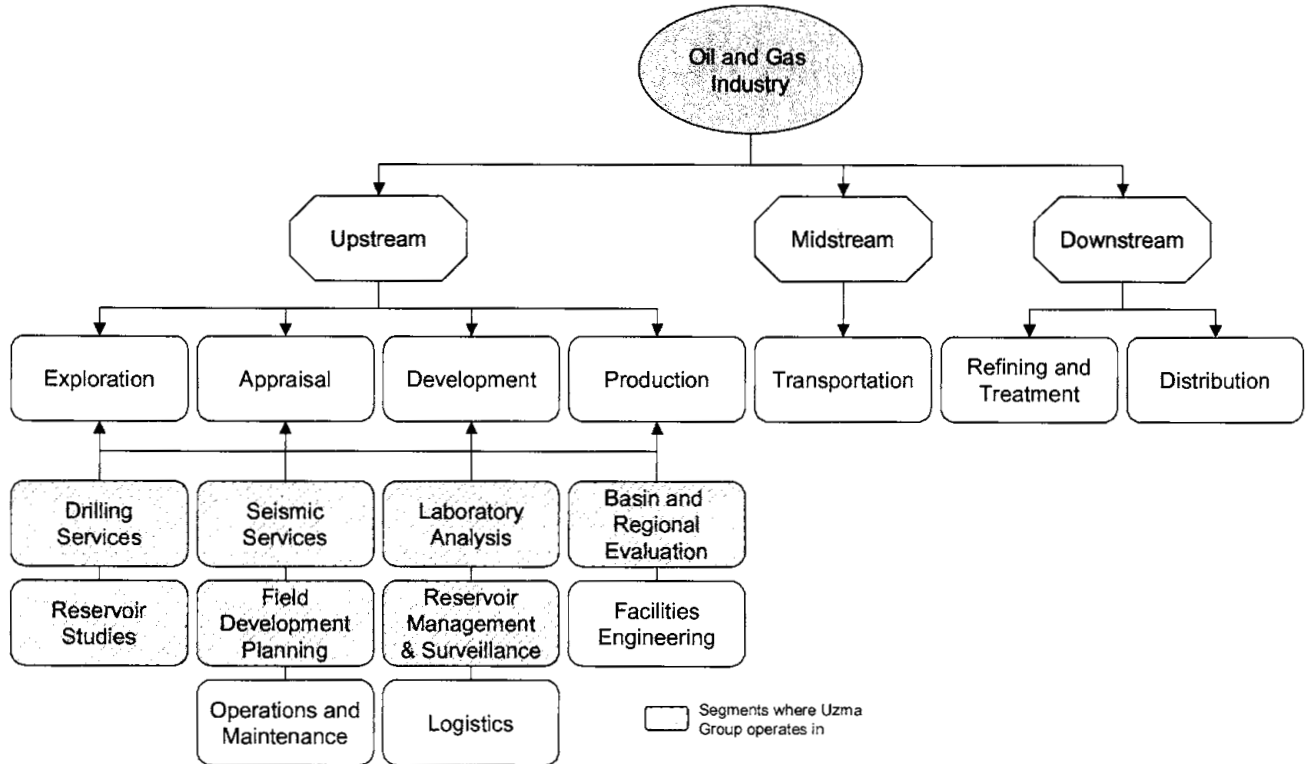 Oil and Gas
Industry
Upstream
Midstream
Downstream
Exploration
Appraisal
Development
Production
Transportation
Refining and
Treatment
Distribution
Drilling
Services
Seismic
Services
Laboratory
Analysis
Basin and
Regional
Evaluation
Reservoir
Studies
Field
Development
Planning
Reservoir
Management
& Surveillance
Facilities
Engineering
Operations and
Maintenance
Logistics
Segments where Uzma
Group operates in